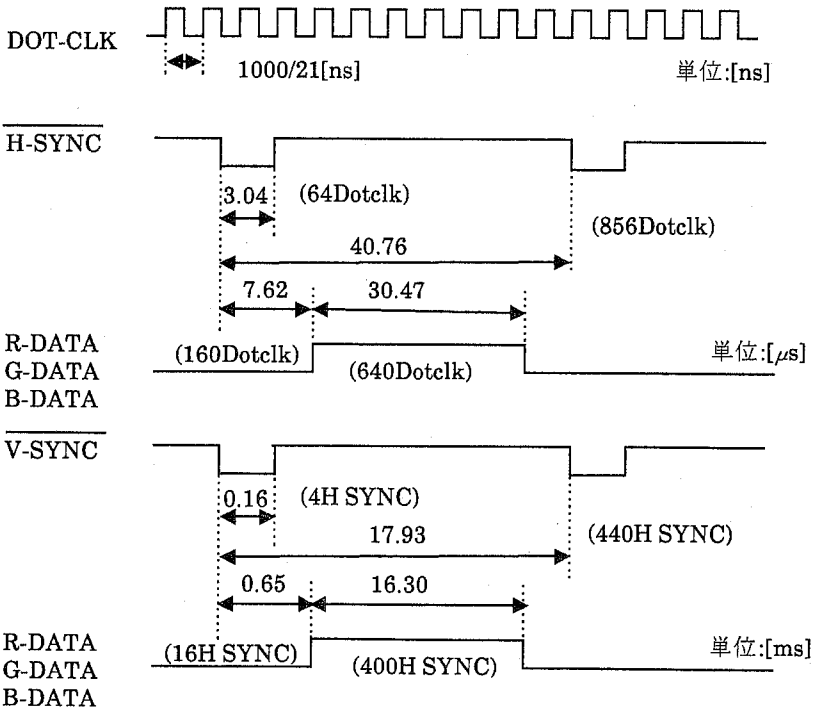 DOT-CLK
1000/21[ns]
単位:[ns]
H-SYNC
3.04
(64Dotclk)
(856Dotclk)
40.76
7.62
30.47
R-DATA
G-DATA
B-DATA
(160Dotclk)
(640Dotclk)
単位:[μs]
V-SYNC
0.16
(4H SYNC)
17.93
(440H SYNC)
0.65
16.30
R-DATA
G-DATA
B-DATA
(16H SYNC)
(400H SYNC)
単位:[ms]